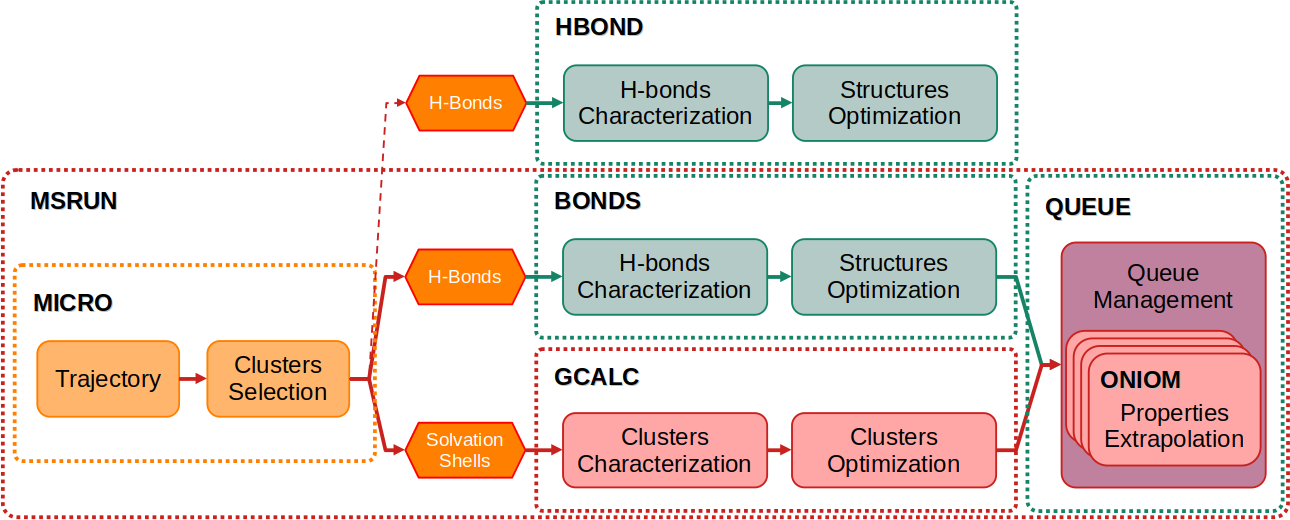 HBOND
H-Bonds
H-bonds
Characterization
Structures
Optimization
MSRUN
MICRO
Trajectory
Clusters
Selection
H-Bonds
BONDS
H-bonds
Characterization
Structures
Optimization
Solvation
Shells
GCALC
Clusters
Characterization
Clusters
Optimization
QUEUE
Queue
Management
ONIOM
Properties
Extrapolation